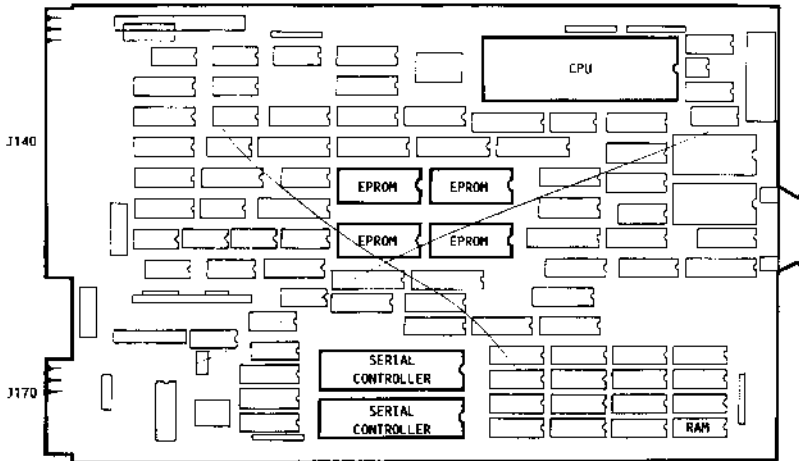 CPU
J140
EPROM
EPROM
EPROM
EPROM
J170
SERIAL
CONTROLLER
SERIAL
CONTROLLER
RAM